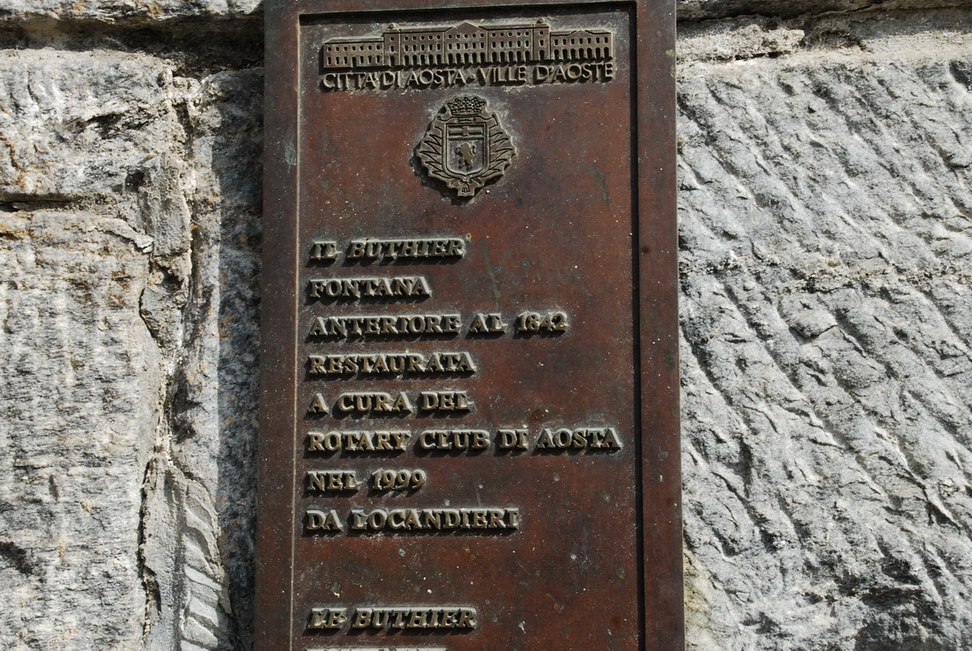 CITTÀ DI AOSTA - VILLE D'AOSTE
IL BUTHIER
FONTANA
ANTERIORE AL 1842
RESTAURATA
A CURA DEL
ROTARY CLUB DI AOSTA
NEL 1999
DA LOCANDIERI
LE BUTHIER